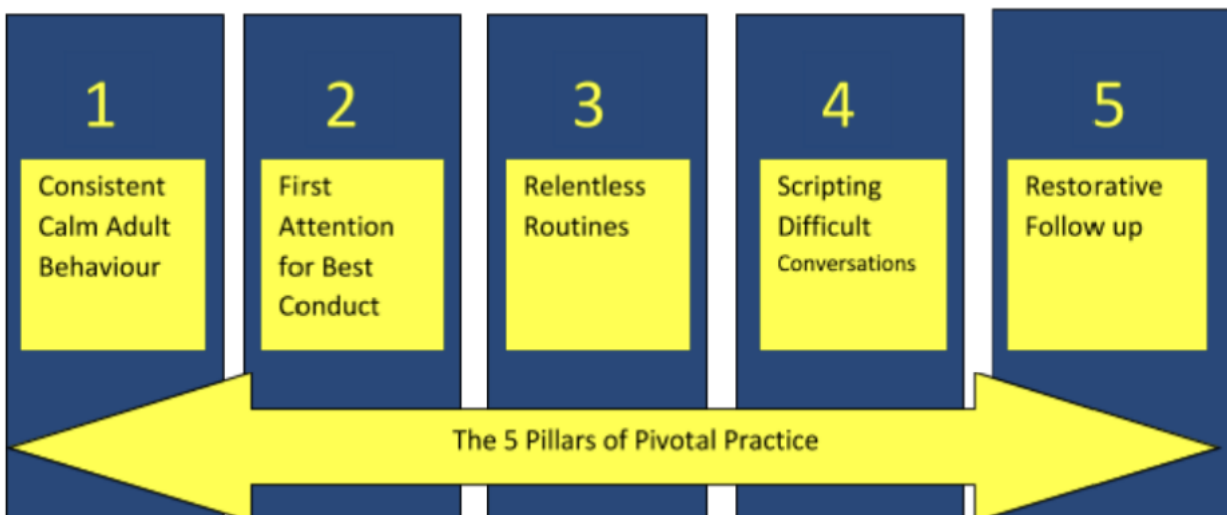 1
Consistent
Calm Adult
Behaviour
2
First
Attention
for Best
Conduct
3
Relentless
Routines
4
Scripting
Difficult
Conversations
5
Restorative
Follow up
The 5 Pillars of Pivotal Practice